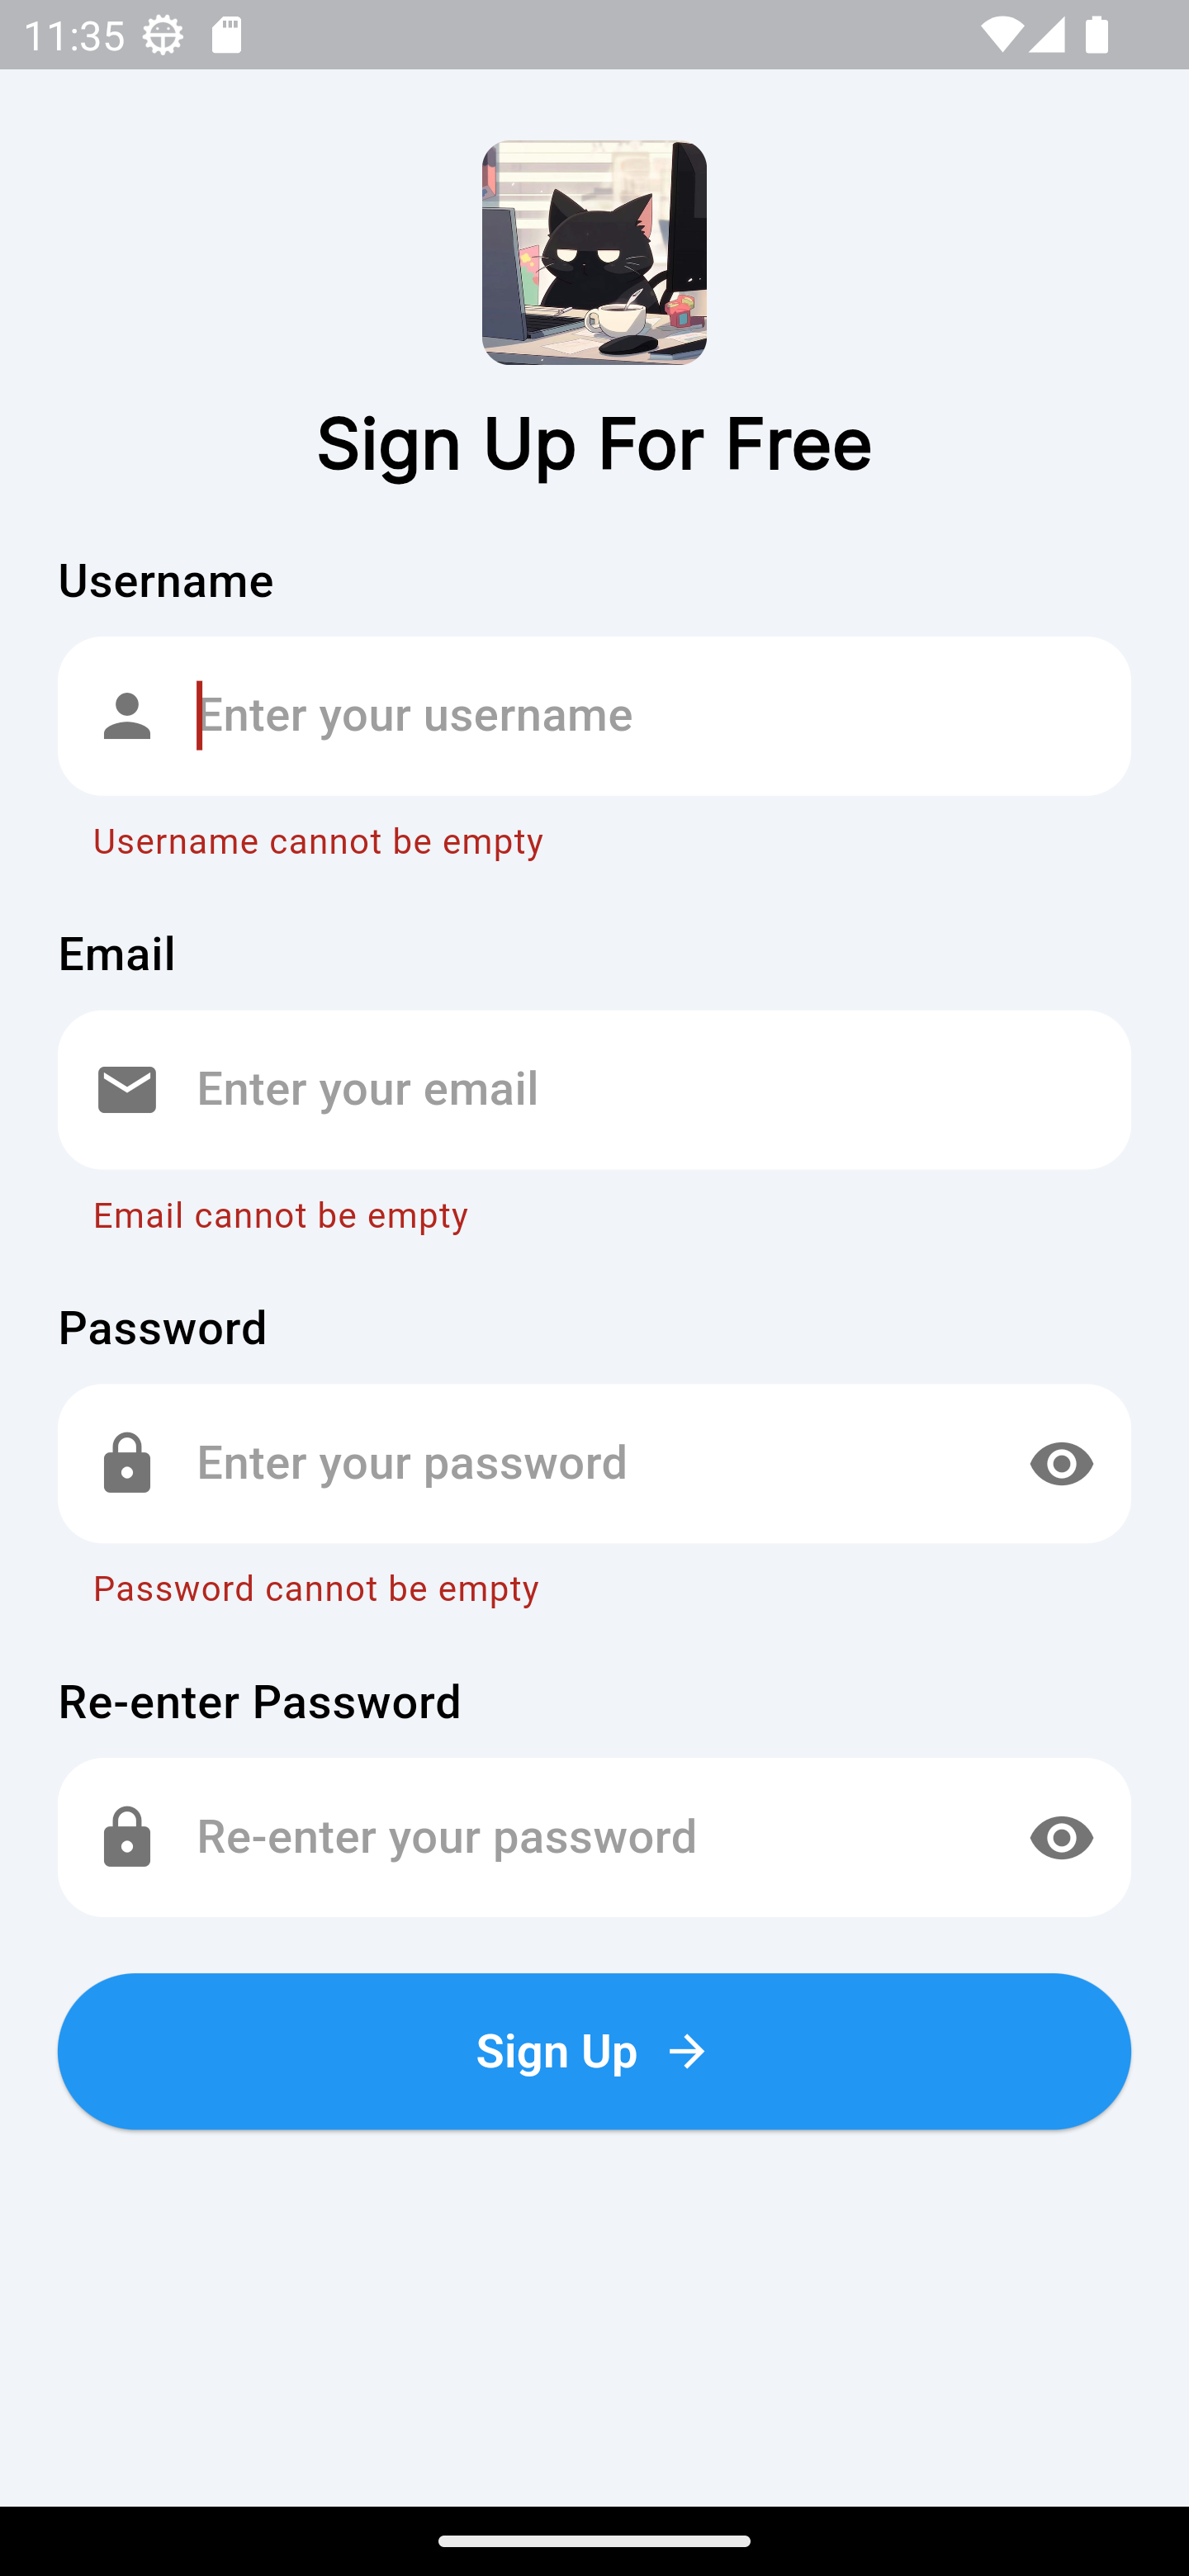 11:35
Sign Up For Free
Username
Enter your username
Username cannot be empty
Email
Enter your email
Email cannot be empty
Password
Enter your password
Password cannot be empty
Re-enter Password
Re-enter your password
Sign Up →